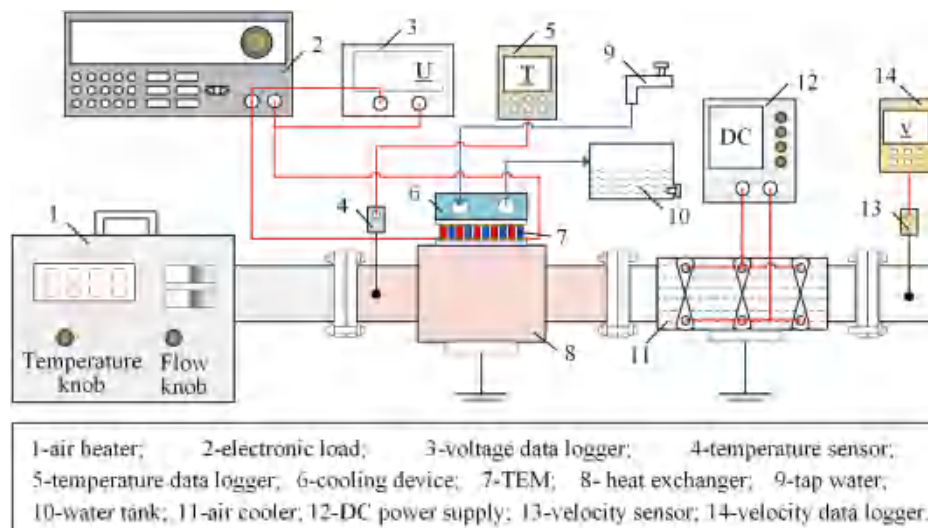 2
3
U
5
T
9
12
DC
14
v
1
4
6
7
10
13
Temperature knob
Flow knob
8
11
1-air heater; 2-electronic load; 3-voltage data logger; 4-temperature sensor;
5-temperature data logger; 6-cooling device; 7-TEM; 8- heat exchanger; 9-tap water;
10-water tank; 11-air cooler; 12-DC power supply; 13-velocity sensor; 14-velocity data logger;